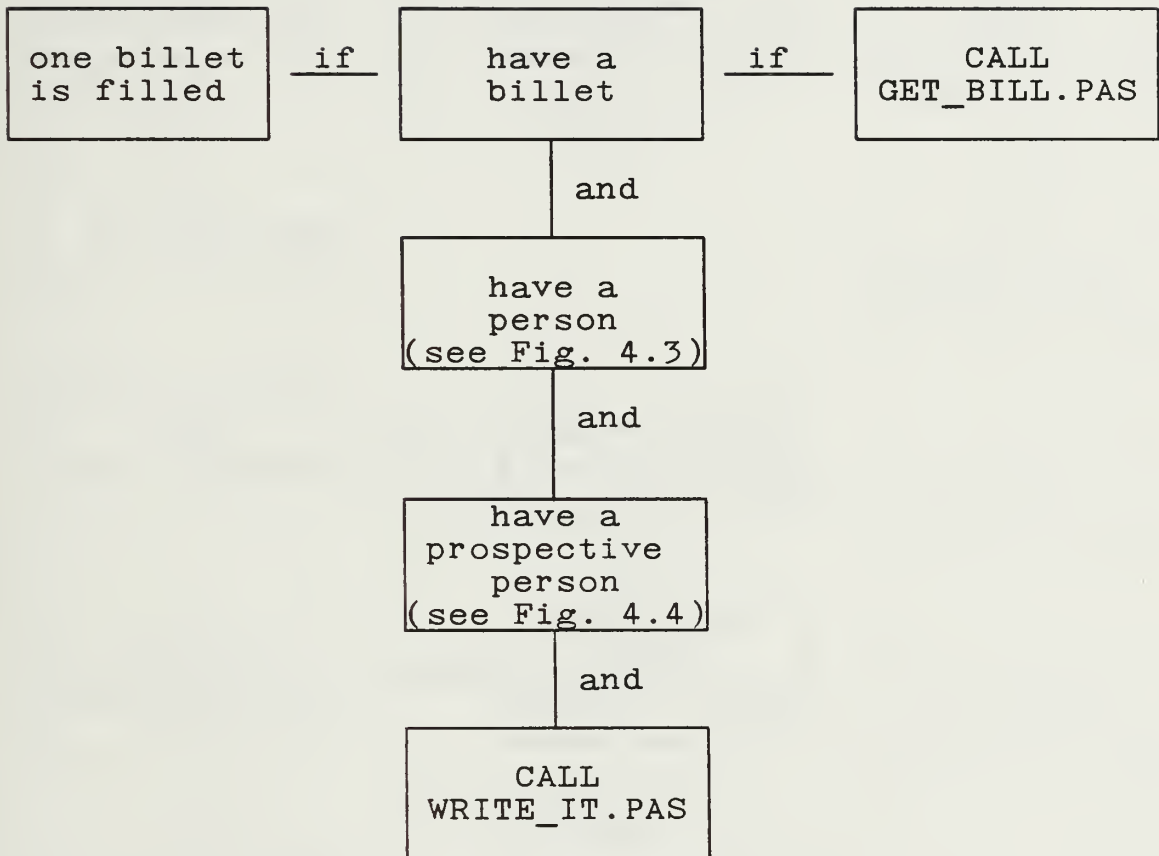 one billet
is filled
if
have a
billet
if
CALL
GET_BILL.PAS
and
have a
person
(see Fig. 4.3)
and
have a
prospective
person
(see Fig. 4.4)
and
CALL
WRITE_IT.PAS